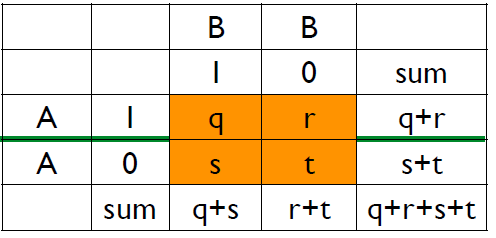 B B
1 0 sum
A 1 q r q+r
A 0 s t s+t
sum q+s r+t q+r+s+t